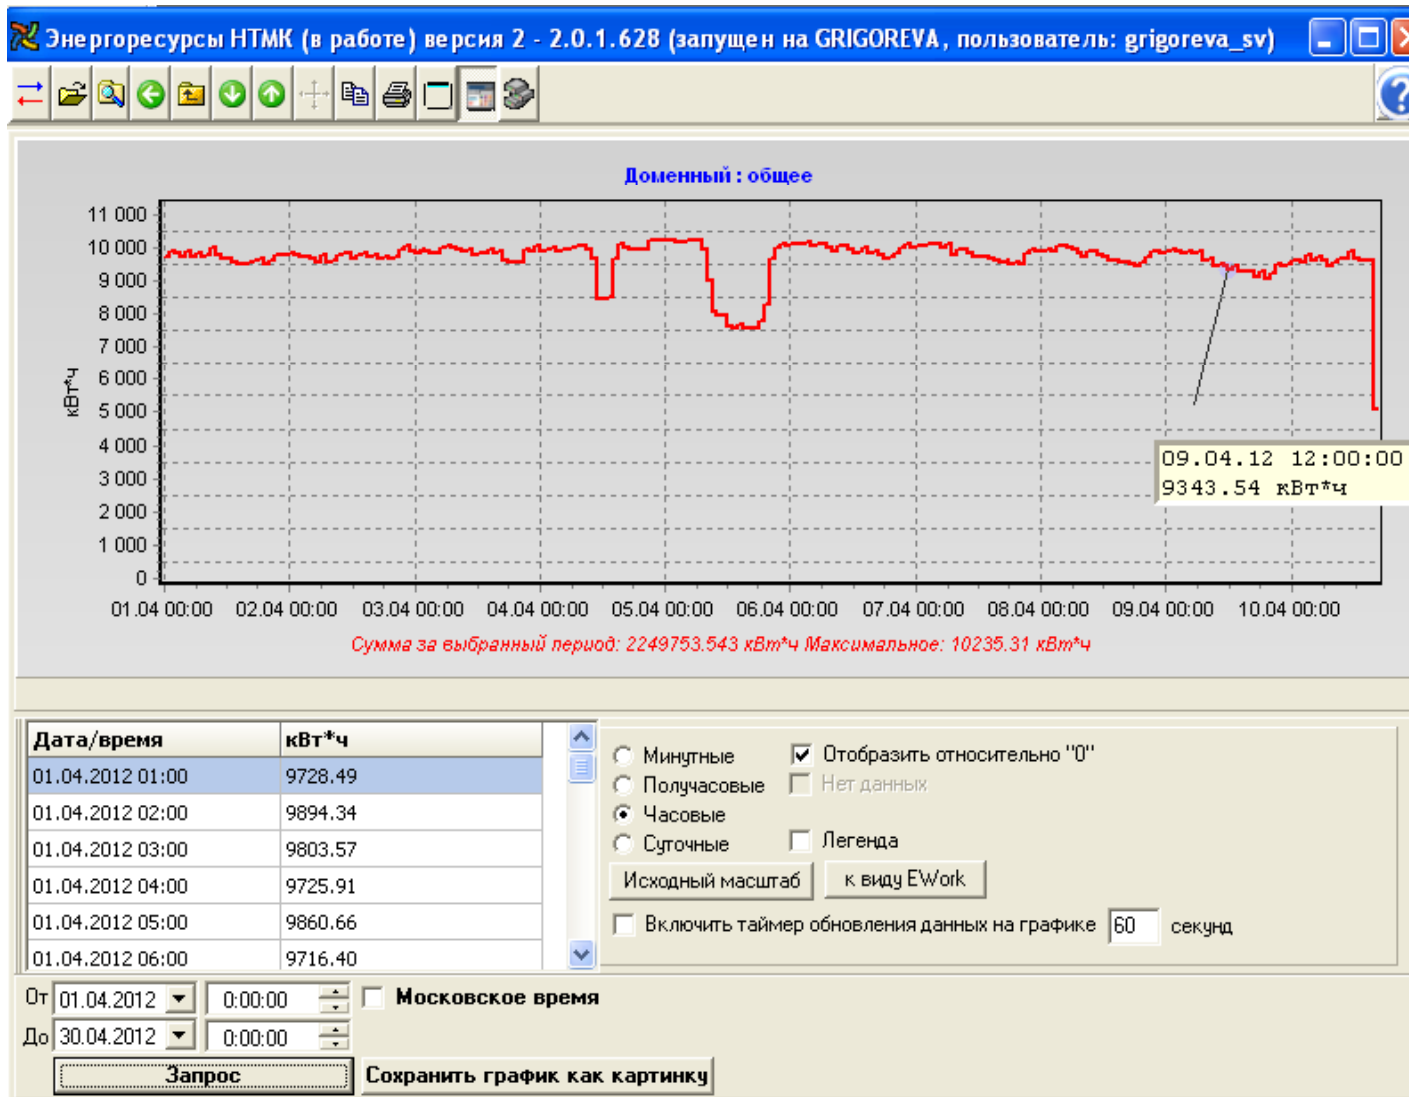 Энергоресурсы НТМК (в работе) версия 2 - 2.0.1.628 (запущен на GRIGOREVA, пользователь: grigoreva_sv)
Доменный : общее
11 000
10 000
9 000
8 000
7 000
6 000
5 000
4 000
3 000
2 000
1 000
0
кВт*ч
09.04.12 12:00:00
9343.54 кВт*ч
01.04 00:00 02.04 00:00 03.04 00:00 04.04 00:00 05.04 00:00 06.04 00:00 07.04 00:00 08.04 00:00 09.04 00:00 10.04 00:00
Сумма за выбранный период: 2249753.543 кВт*ч Максимальное: 10235.31 кВт*ч
Дата/время кВт*ч
01.04.2012 01:00 9728.49
01.04.2012 02:00 9894.34
01.04.2012 03:00 9803.57
01.04.2012 04:00 9725.91
01.04.2012 05:00 9860.66
01.04.2012 06:00 9716.40
Минутные Отобразить относительно "0"
Получасовые Нет данных
Часовые
Суточные Легенда
Исходный масштаб к виду EWork
Включить таймер обновления данных на графике 60 секунд
От 01.04.2012 0:00:00 Московское время
До 30.04.2012 0:00:00
Запрос Сохранить график как картинку